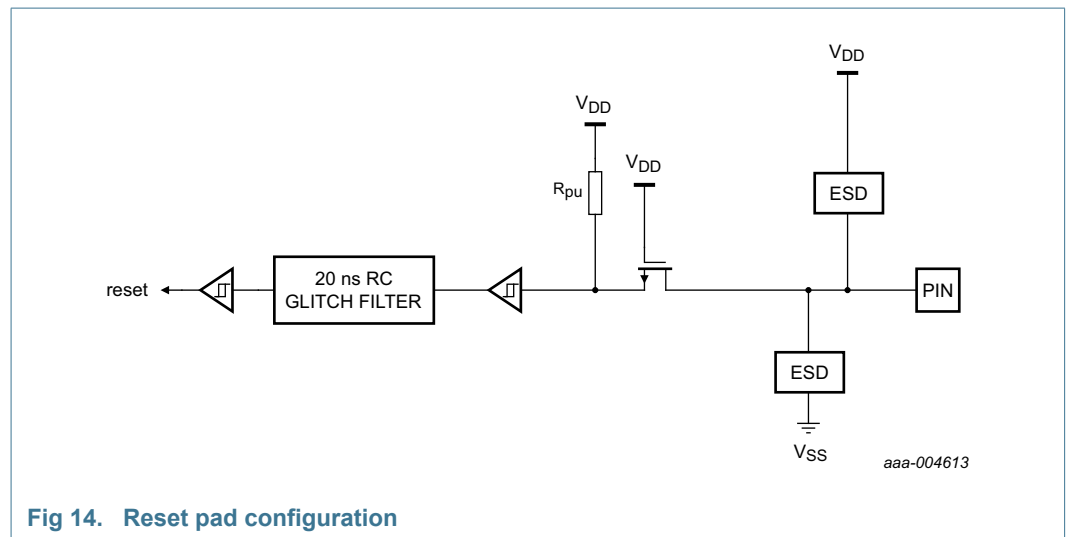 VDD
VDD
VDD
Rpu
ESD
reset
20 ns RC
GLITCH FILTER
PIN
ESD
VSS
aaa-004613
Fig 14. Reset pad configuration